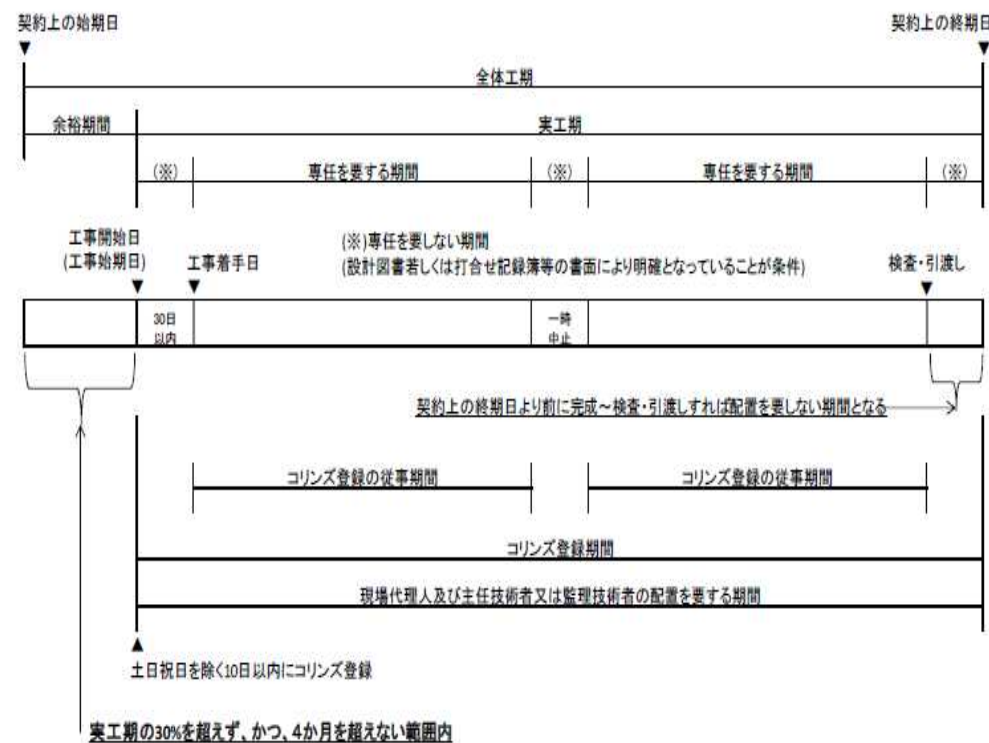 契約上の始期日
契約上の終期日
▼
▼
全体工期
余裕期間
実工期
(※)
専任を要する期間
(※)
専任を要する期間
(※)
工事開始日
(工事始期日)
▼
工事着手日
▼
(※)専任を要しない期間
(設計図書若しくは打合せ記録簿等の書面により明確となっていることが条件)
検査・引渡し
▼
30日
以内
一時
中止
契約上の終期日より前に完成~検査・引渡しすれば配置を要しない期間となる
コリンズ登録の従事期間
コリンズ登録の従事期間
コリンズ登録期間
現場代理人及び主任技術者又は監理技術者の配置を要する期間
▲
土日祝日を除く10日以内にコリンズ登録
実工期の30%を超えず、かつ、4か月を超えない範囲内